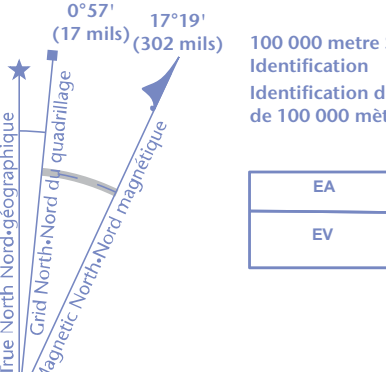 0°57'
(17 mils)
17°19'
(302 mils)
True North Nord•géographique
Grid North•Nord du quadrillage
Magnetic North•Nord magnétique
100 000 metre
Identification
Identification d
de 100 000 mèt
EA
EV